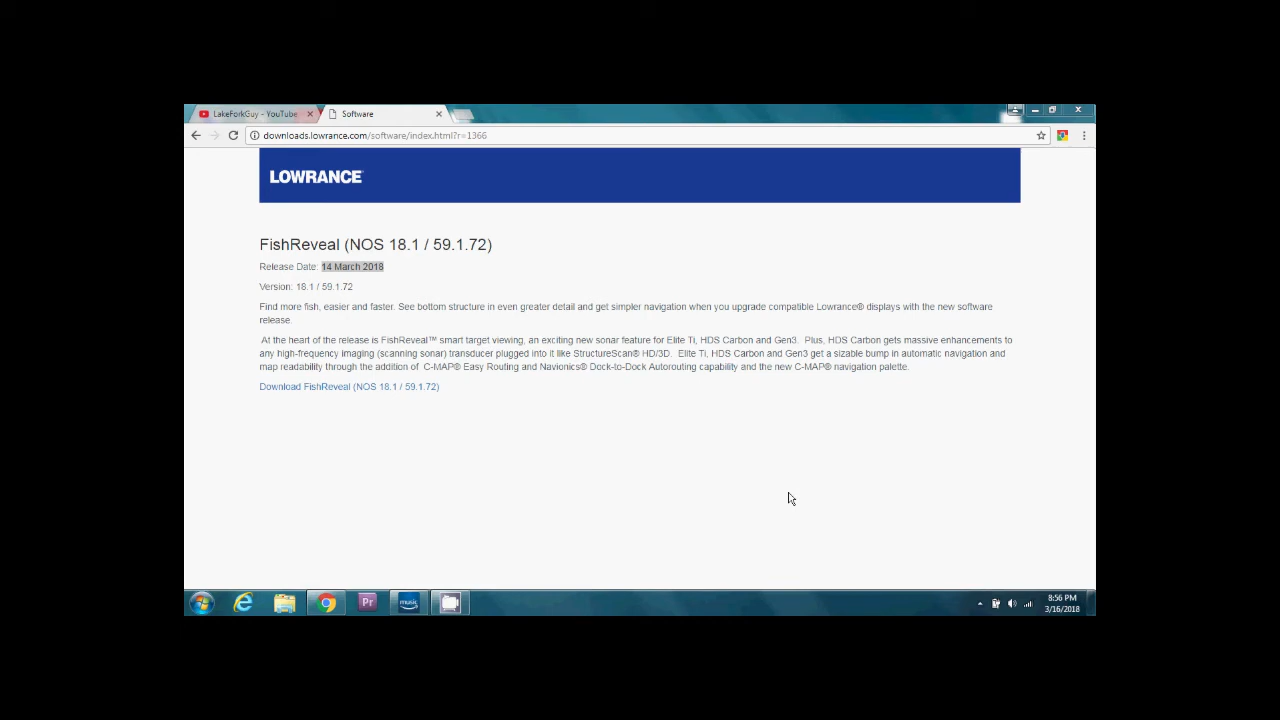 LakeForkGuy - YouTube
Software
downloads.lowrance.com/software/index.html?r=1366
LOWRANCE
FishReveal (NOS 18.1 / 59.1.72)
Release Date: 14 March 2018
Version: 18.1 / 59.1.72
Find more fish, easier and faster. See bottom structure in even greater detail and get simpler navigation when you upgrade compatible Lowrance® displays with the new software
release.
At the heart of the release is FishReveal™ smart target viewing, an exciting new sonar feature for Elite Ti, HDS Carbon and Gen3. Plus, HDS Carbon gets massive enhancements to
any high-frequency imaging (scanning sonar) transducer plugged into it like StructureScan® HD/3D. Elite Ti, HDS Carbon and Gen3 get a sizable bump in automatic navigation and
map readability through the addition of C-MAP® Easy Routing and Navionics® Dock-to-Dock Autorouting capability and the new C-MAP® navigation palette.
Download FishReveal (NOS 18.1 / 59.1.72)
Pr
music
8:56 PM
3/16/2018